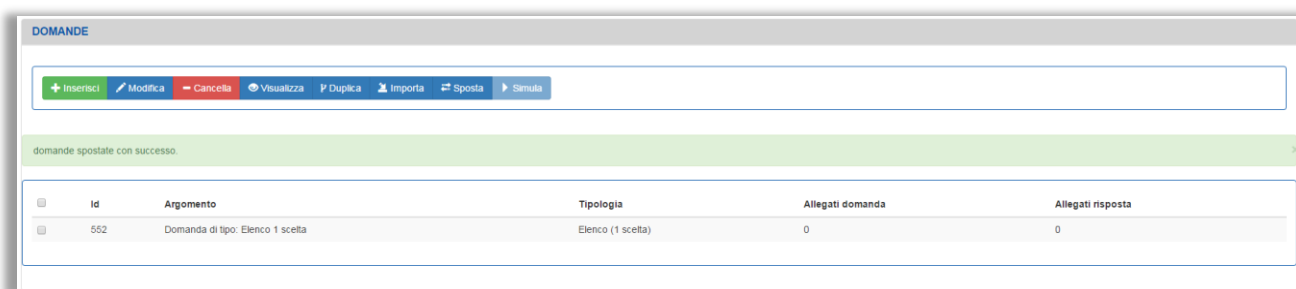 DOMANDE
Inserisci Modifica Cancella Visualizza Duplica Importa Sposta Simula
domande spostate con successo.
Id Argomento Tipologia Allegati domanda Allegati risposta
552 Domanda di tipo: Elenco 1 scelta Elenco (1 scelta) 0 0